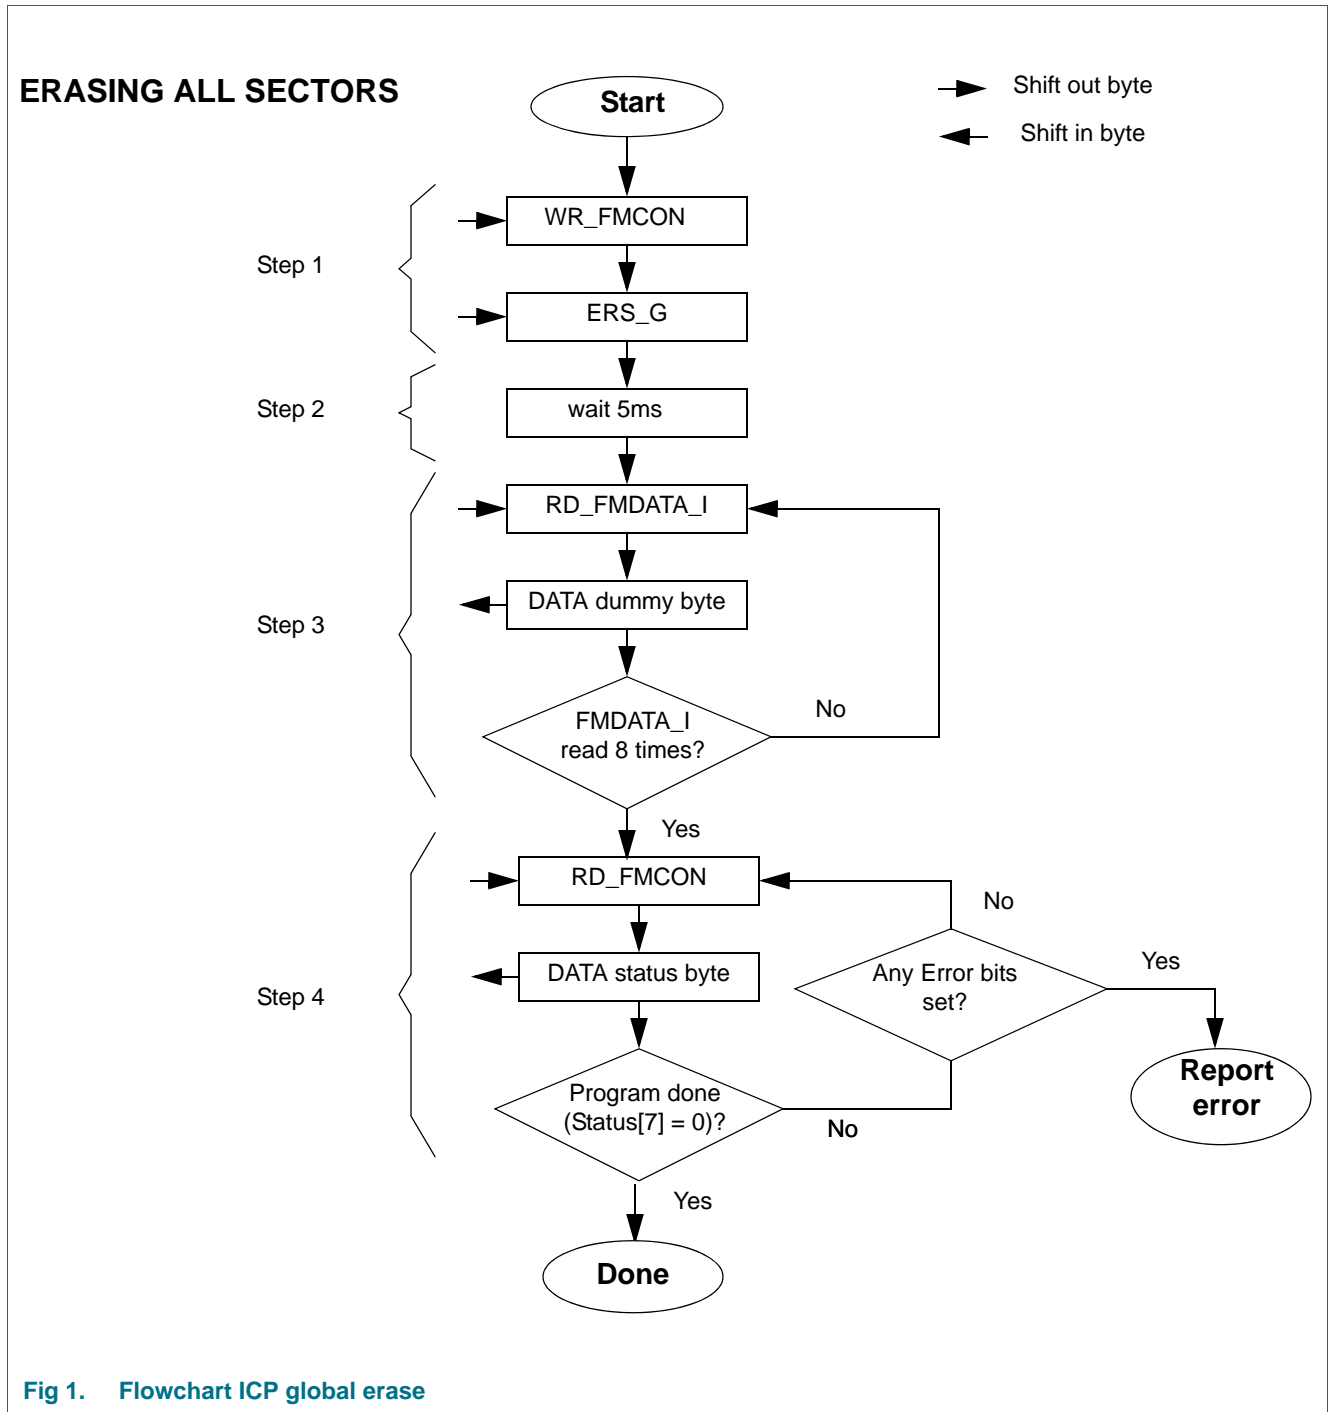 ERASING ALL SECTORS
Start
Shift out byte
Shift in byte
Step 1
WR_FMCON
ERS_G
Step 2
wait 5ms
Step 3
RD_FMDATA_I
DATA dummy byte
FMDATA_I
read 8 times?
No
Yes
Step 4
RD_FMCON
DATA status byte
Program done
(Status[7] = 0)?
No
Any Error bits
set?
No
Yes
Report
error
Yes
Done
Fig 1. Flowchart ICP global erase